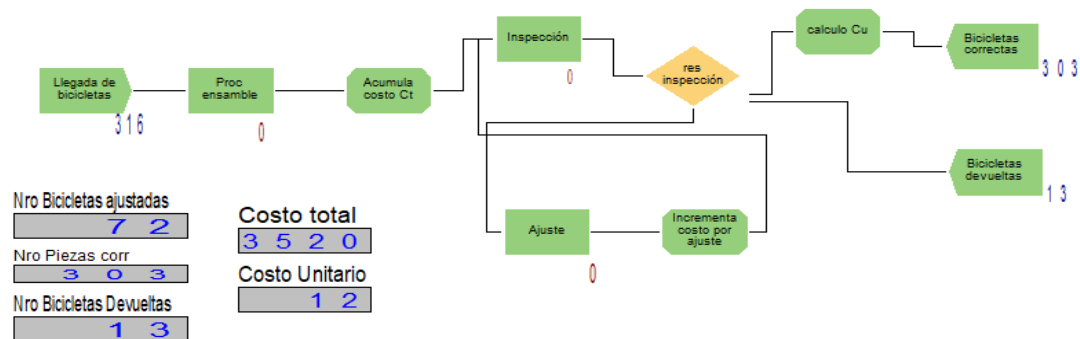 Llegada de
bicicletas
316
Proc
ensamble
0
Acumula
costo Ct
Inspección
0
res
inspección
calculo Cu
Bicicletas
correctas
303
Bicicletas
devueltas
13
Ajuste
0
Incrementa
costo por
ajuste
Nro Bicicletas ajustadas
72
Nro Piezas corr
303
Nro Bicicletas Devueltas
13
Costo total
3520
Costo Unitario
12